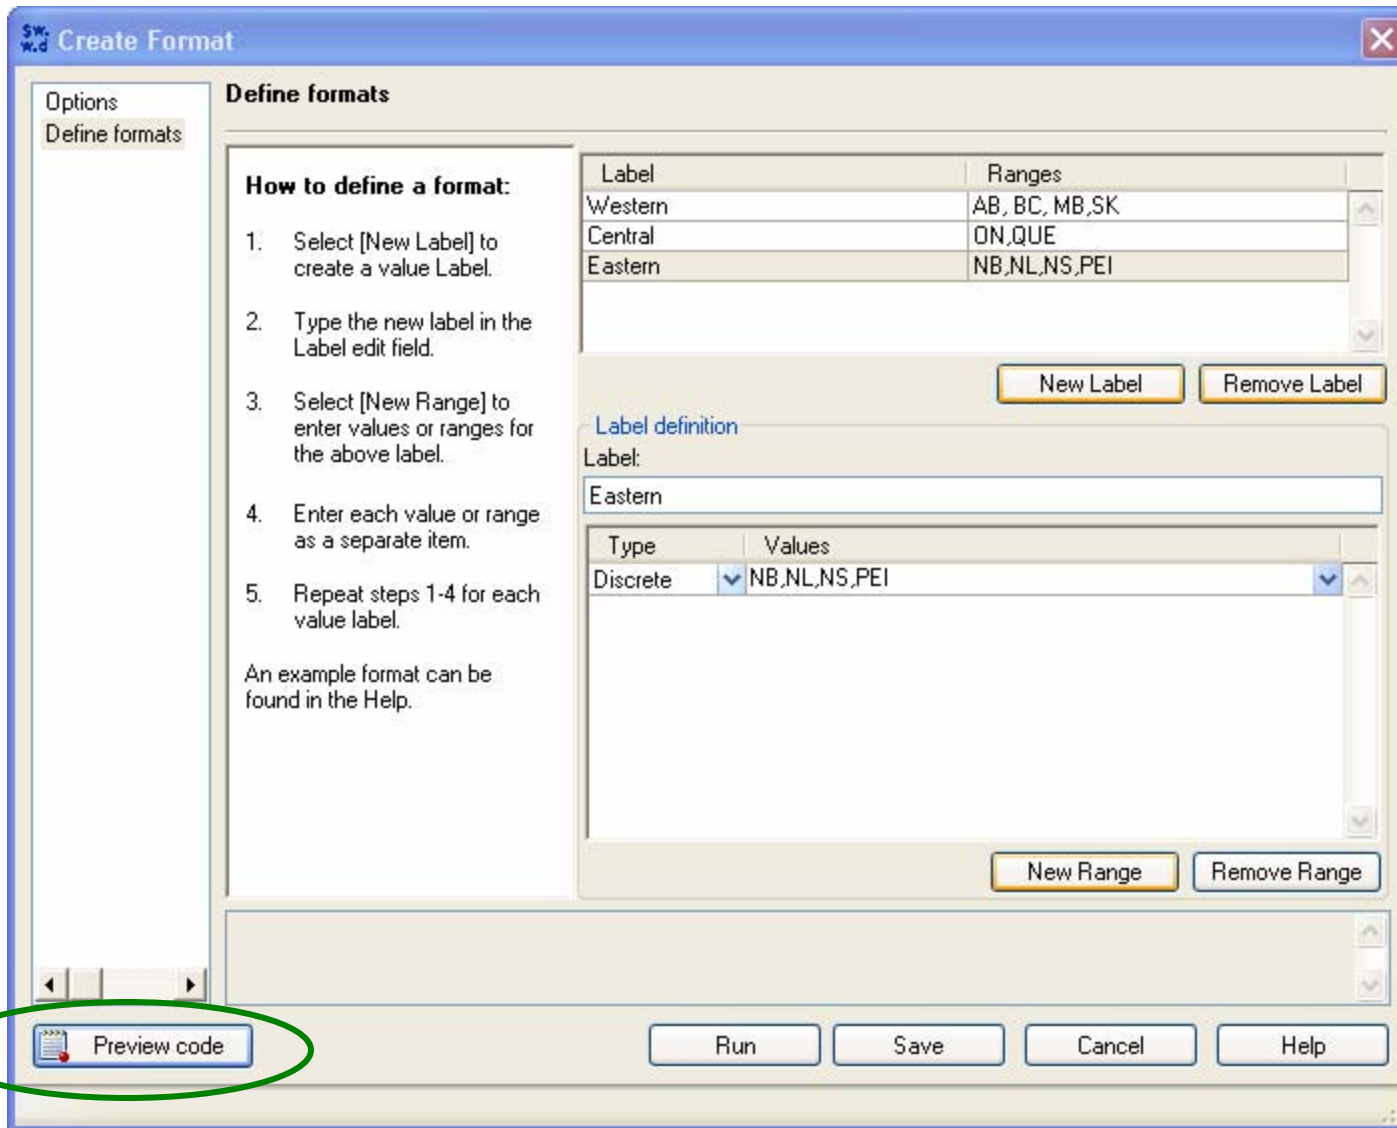 $w. w.d Create Format
Options
Define formats
Define formats
How to define a format:
1. Select [New Label] to
create a value Label.
2. Type the new label in the
Label edit field.
3. Select [New Range] to
enter values or ranges for
the above label.
4. Enter each value or range
as a separate item.
5. Repeat steps 1-4 for each
value label.
An example format can be
found in the Help.
Label Ranges
Western AB, BC, MB,SK
Central ON,QUE
Eastern NB,NL,NS,PEI
New Label Remove Label
Label definition
Label:
Eastern
Type Values
Discrete NB,NL,NS,PEI
New Range Remove Range
Preview code Run Save Cancel Help